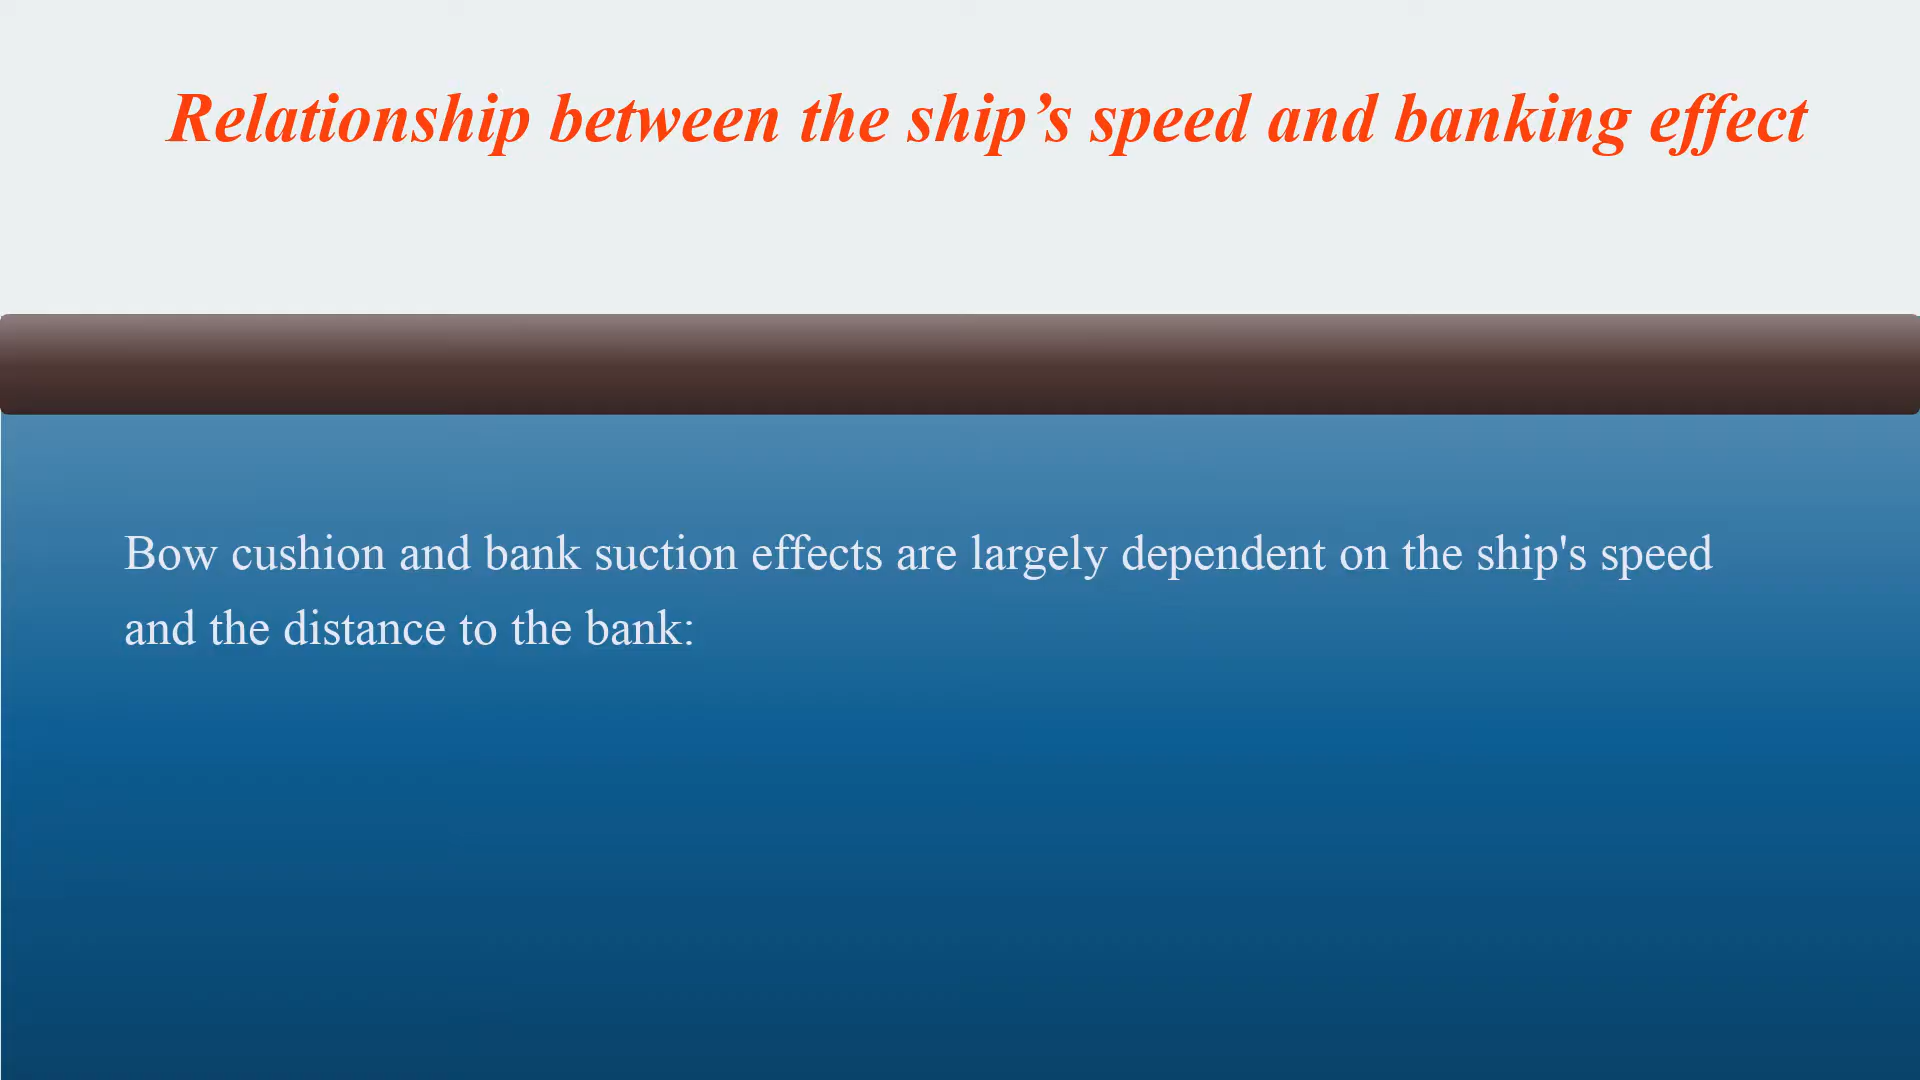 Relationship between the ship’s speed and banking effect
Bow cushion and bank suction effects are largely dependent on the ship's speed
and the distance to the bank: